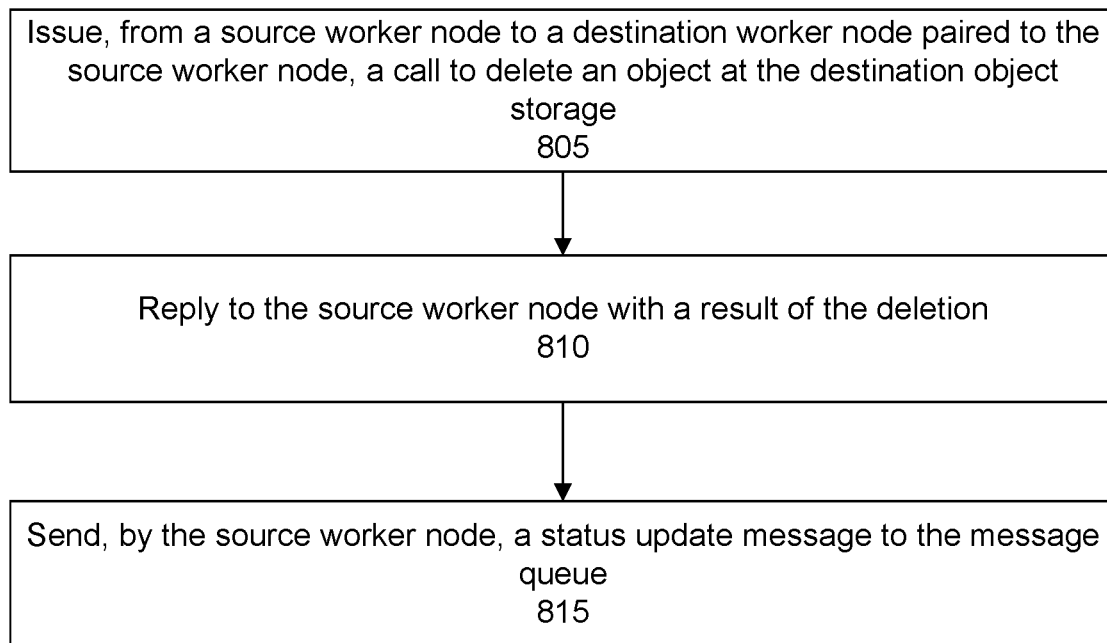 Issue, from a source worker node to a destination worker node paired to the
source worker node, a call to delete an object at the destination object
storage
805
Reply to the source worker node with a result of the deletion
810
Send, by the source worker node, a status update message to the message
queue
815